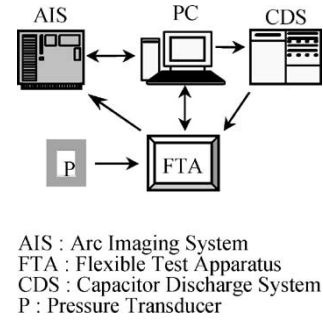 AIS PC CDS
P FTA
AIS : Arc Imaging System
FTA : Flexible Test Apparatus
CDS : Capacitor Discharge System
P : Pressure Transducer